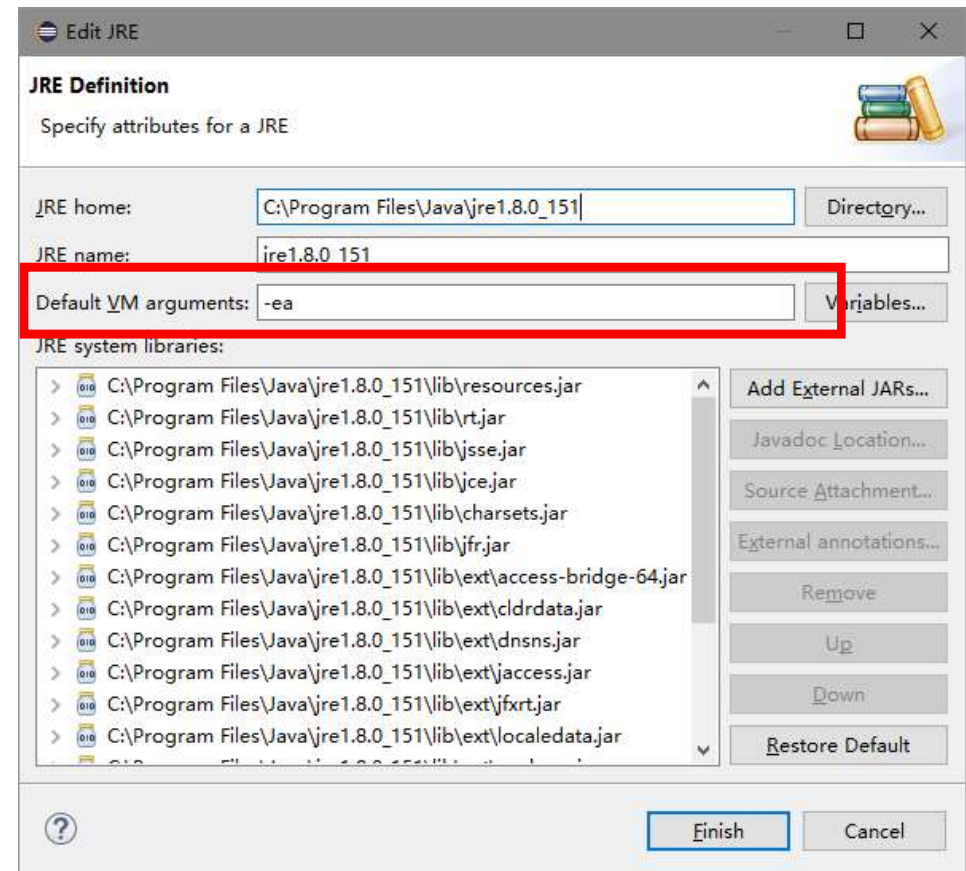 Edit JRE
JRE Definition
Specify attributes for a JRE
JRE home: C:\Program Files\Java\jre1.8.0_151 Directory...
JRE name: jre1.8.0_151
Default VM arguments: -ea Variables...
JRE system libraries:
C:\Program Files\Java\jre1.8.0_151\lib\resources.jar
C:\Program Files\Java\jre1.8.0_151\lib\rt.jar
C:\Program Files\Java\jre1.8.0_151\lib\jsse.jar
C:\Program Files\Java\jre1.8.0_151\lib\jce.jar
C:\Program Files\Java\jre1.8.0_151\lib\charsets.jar
C:\Program Files\Java\jre1.8.0_151\lib\jfr.jar
C:\Program Files\Java\jre1.8.0_151\lib\ext\access-bridge-64.jar
C:\Program Files\Java\jre1.8.0_151\lib\ext\cldrdata.jar
C:\Program Files\Java\jre1.8.0_151\lib\ext\dnsns.jar
C:\Program Files\Java\jre1.8.0_151\lib\ext\jaccess.jar
C:\Program Files\Java\jre1.8.0_151\lib\ext\jfxrt.jar
C:\Program Files\Java\jre1.8.0_151\lib\ext\localedata.jar
Add External JARs...
Javadoc Location...
Source Attachment...
External annotations...
Remove
Up
Down
Restore Default
Finish Cancel